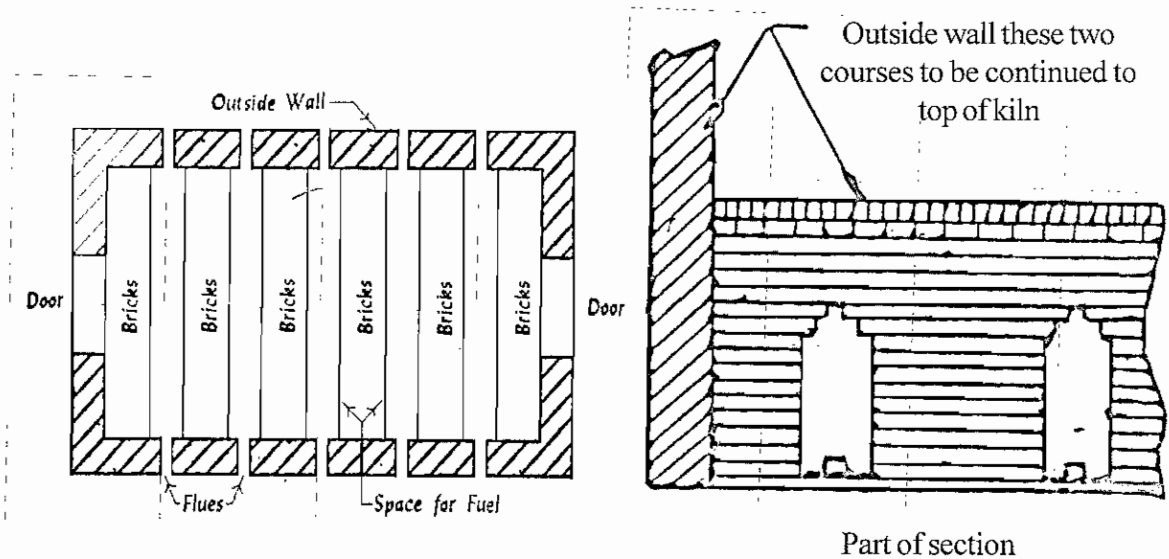 Outside Wall
Door
Bricks
Bricks
Bricks
Bricks
Bricks
Bricks
Door
Flues
Space for Fuel
Outside wall these two
courses to be continued to
top of kiln
Part of section